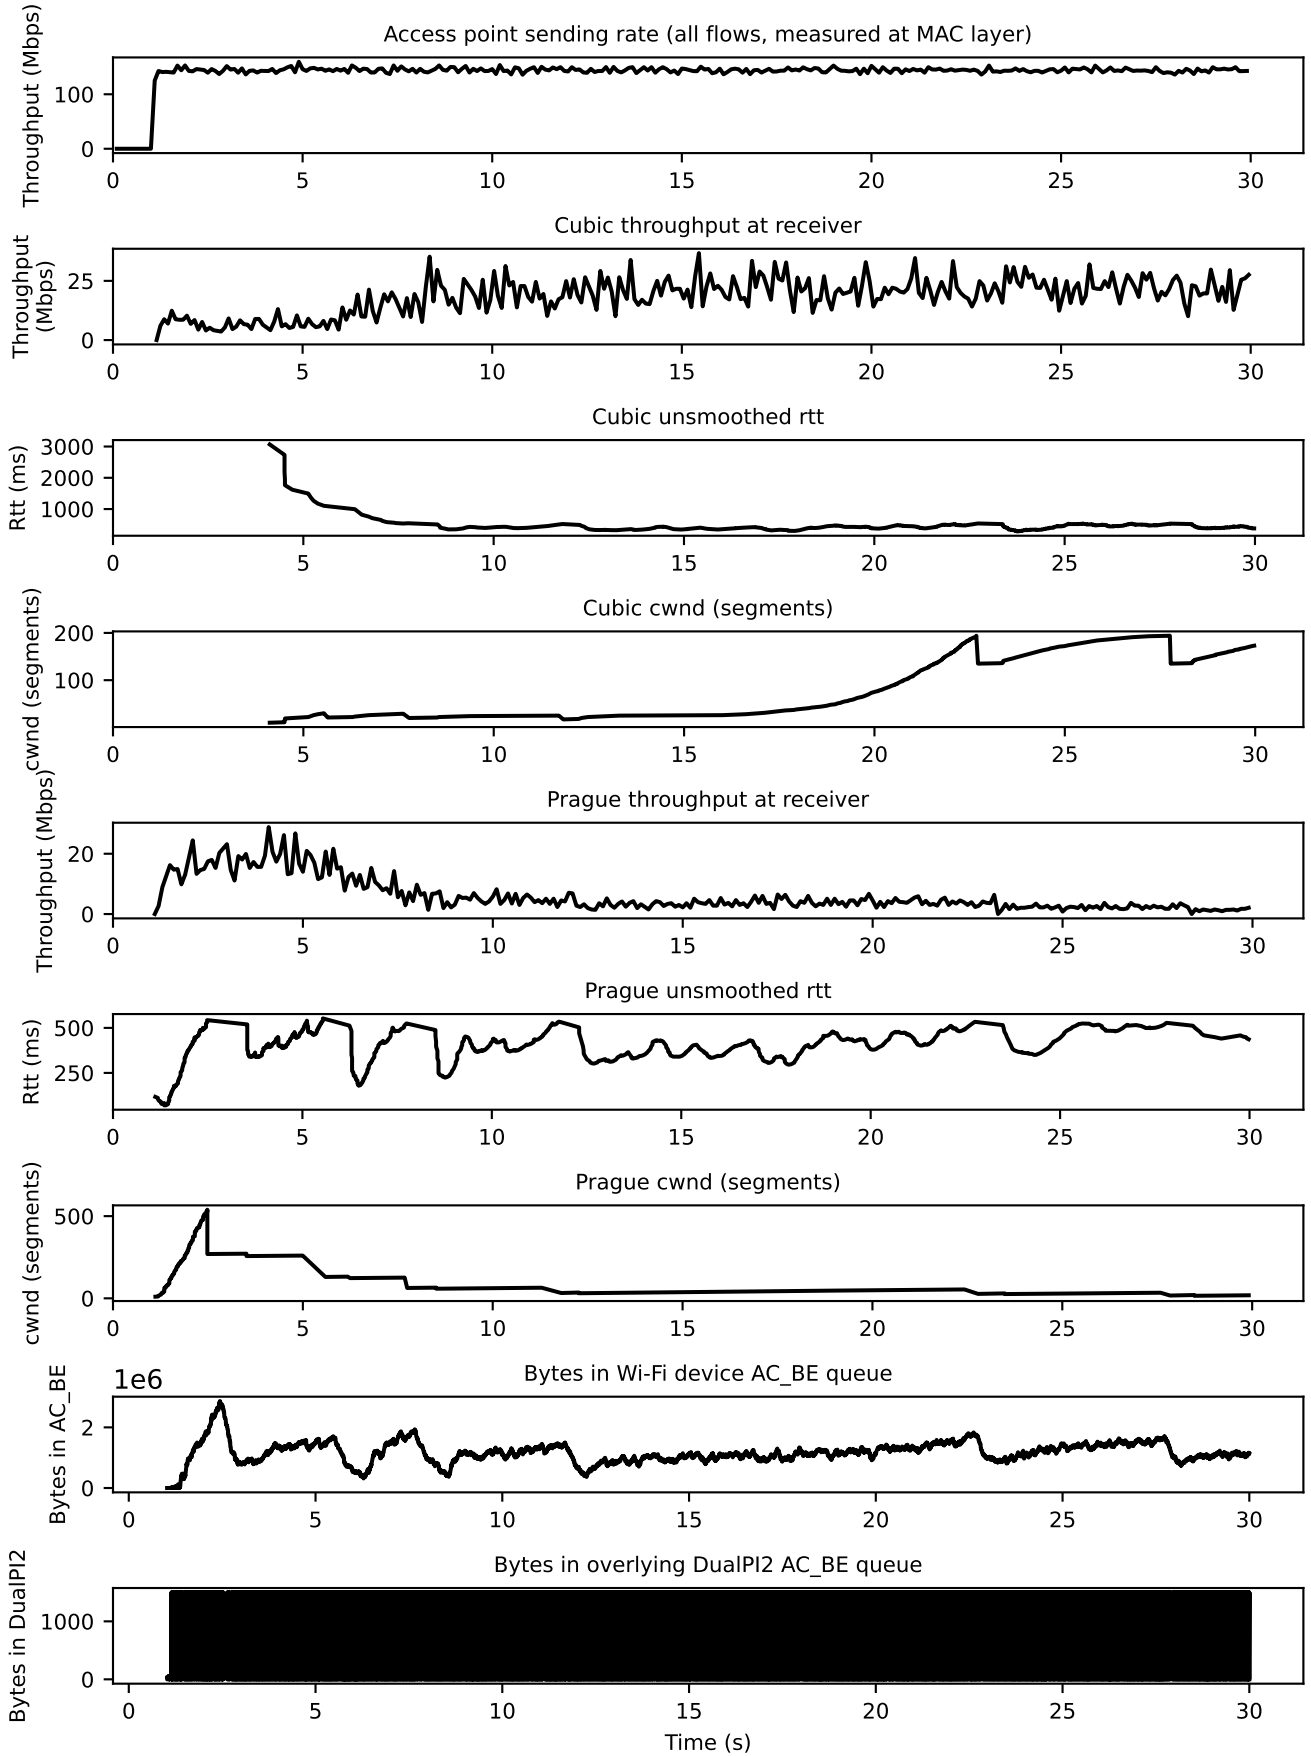 Access point sending rate (all flows, measured at MAC layer)
Throughput (Mbps)
100
0
0 5 10 15 20 25 30
Cubic throughput at receiver
Throughput
(Mbps)
25
0
0 5 10 15 20 25 30
Cubic unsmoothed rtt
Rtt (ms)
3000
2000
1000
0 5 10 15 20 25 30
Cubic cwnd (segments)
cwnd (segments)
200
100
0 5 10 15 20 25 30
Prague throughput at receiver
Throughput (Mbps)
20
0
0 5 10 15 20 25 30
Prague unsmoothed rtt
Rtt (ms)
500
250
0 5 10 15 20 25 30
Prague cwnd (segments)
cwnd (segments)
500
0
0 5 10 15 20 25 30
Bytes in Wi-Fi device AC_BE queue
1e6
Bytes in AC_BE
2
0
0 5 10 15 20 25 30
Bytes in overlying DualPI2 AC_BE queue
Bytes in DualPI2
1000
0
0 5 10 15 20 25 30
Time (s)